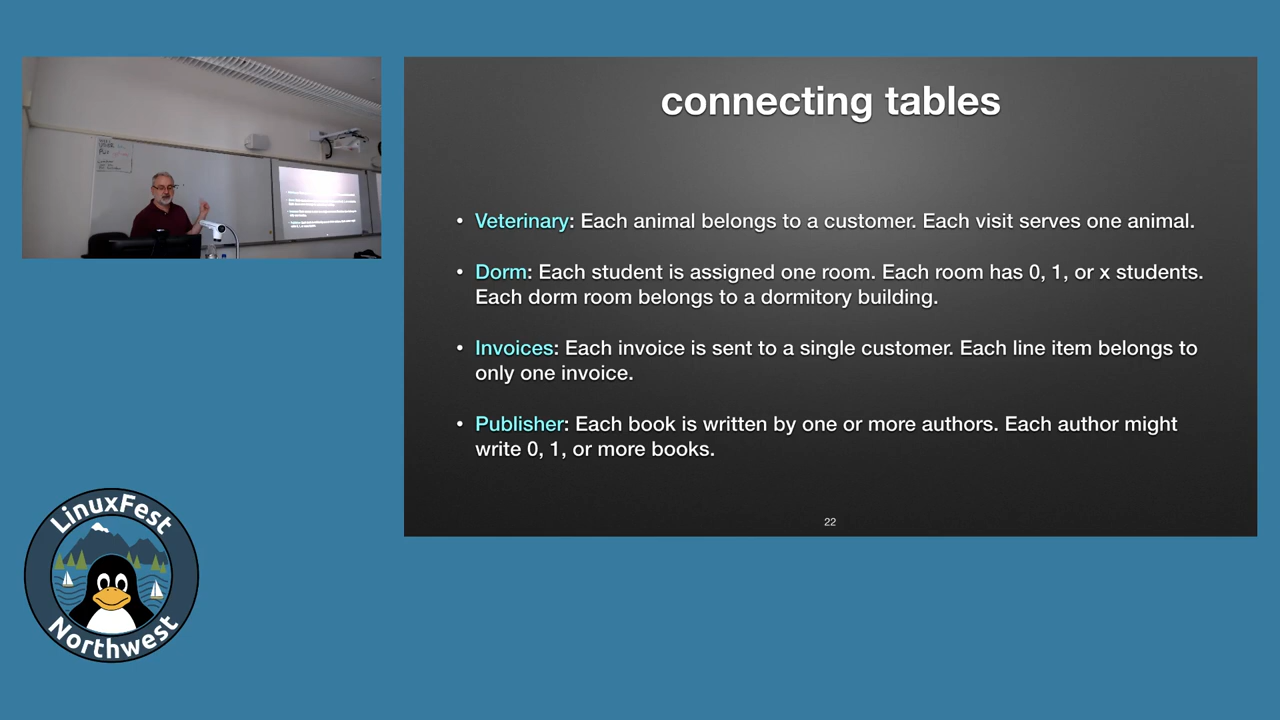 connecting tables
• Veterinary: Each animal belongs to a customer. Each visit serves one animal.
• Dorm: Each student is assigned one room. Each room has 0, 1, or x students.
Each dorm room belongs to a dormitory building.
• Invoices: Each invoice is sent to a single customer. Each line item belongs to
only one invoice.
• Publisher: Each book is written by one or more authors. Each author might
write 0, 1, or more books.
22
LinuxFest
Northwest